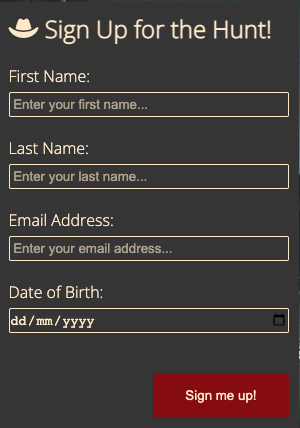 Sign Up for the Hunt!
First Name:
Enter your first name...
Last Name:
Enter your last name...
Email Address:
Enter your email address...
Date of Birth:
dd/mm/yyyy
Sign me up!